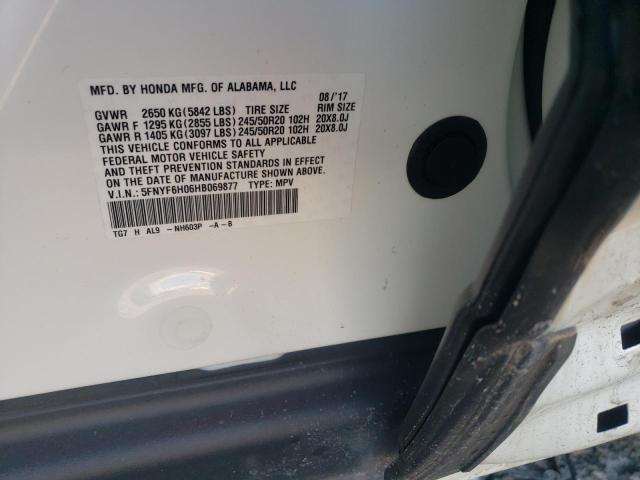 MFD. BY HONDA MFG. OF ALABAMA, LLC
08/'17
GVWR 2650 KG (5842 LBS) TIRE SIZE RIM SIZE
GAWR F 1295 KG (2855 LBS) 245/50R20 102H 20X8.0J
GAWR R 1405 KG (3097 LBS) 245/50R20 102H 20X8.0J
THIS VEHICLE CONFORMS TO ALL APPLICABLE
FEDERAL MOTOR VEHICLE SAFETY
AND THEFT PREVENTION STANDARDS IN EFFECT
ON THE DATE OF MANUFACTURE SHOWN ABOVE.
V.I.N.: 5FNYF6H06HB069877 TYPE: MPV
TG7 H AL9 -NH603P -A-B